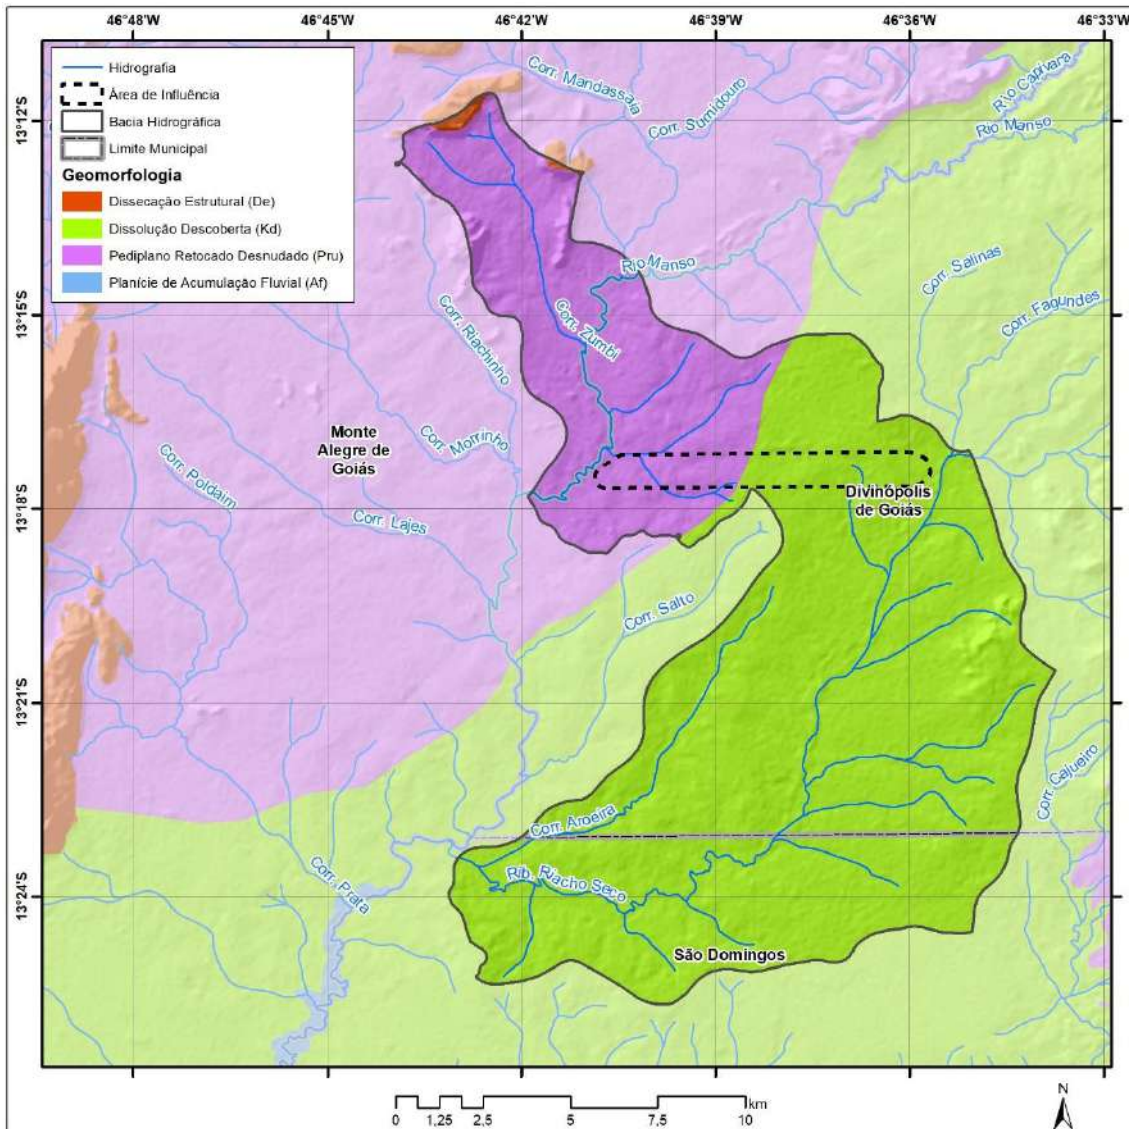 46°48'W
46°45'W
46°42'W
46°39'W
46°36'W
46°33'W
Hidrografia
Área de Influência
Bacia Hidrográfica
Limite Municipal
Geomorfologia
Dissecação Estrutural (De)
Dissolução Descoberta (Kd)
Pediplano Retocado Desnudado (Pru)
Planície de Acumulação Fluvial (Af)
13°12'S
13°15'S
13°18'S
13°21'S
13°24'S
Corr. Mandassaia
Corr. Sumidouro
Rio Capivara
Rio Manso
Rio Manso
Corr. Salinas
Corr. Fagundes
Corr. Zumbi
Corr. Riachinho
Monte
Alegre de
Goiás
Corr. Morrinho
Corr. Poldaim
Corr. Lajes
Divinópolis
de Goiás
Corr. Salto
Corr. Cajueiro
Corr. Aroeira
Rib. Riacho Seco
Corr. Prata
São Domingos
0 1,25 2,5 5 7,5 10
km
N